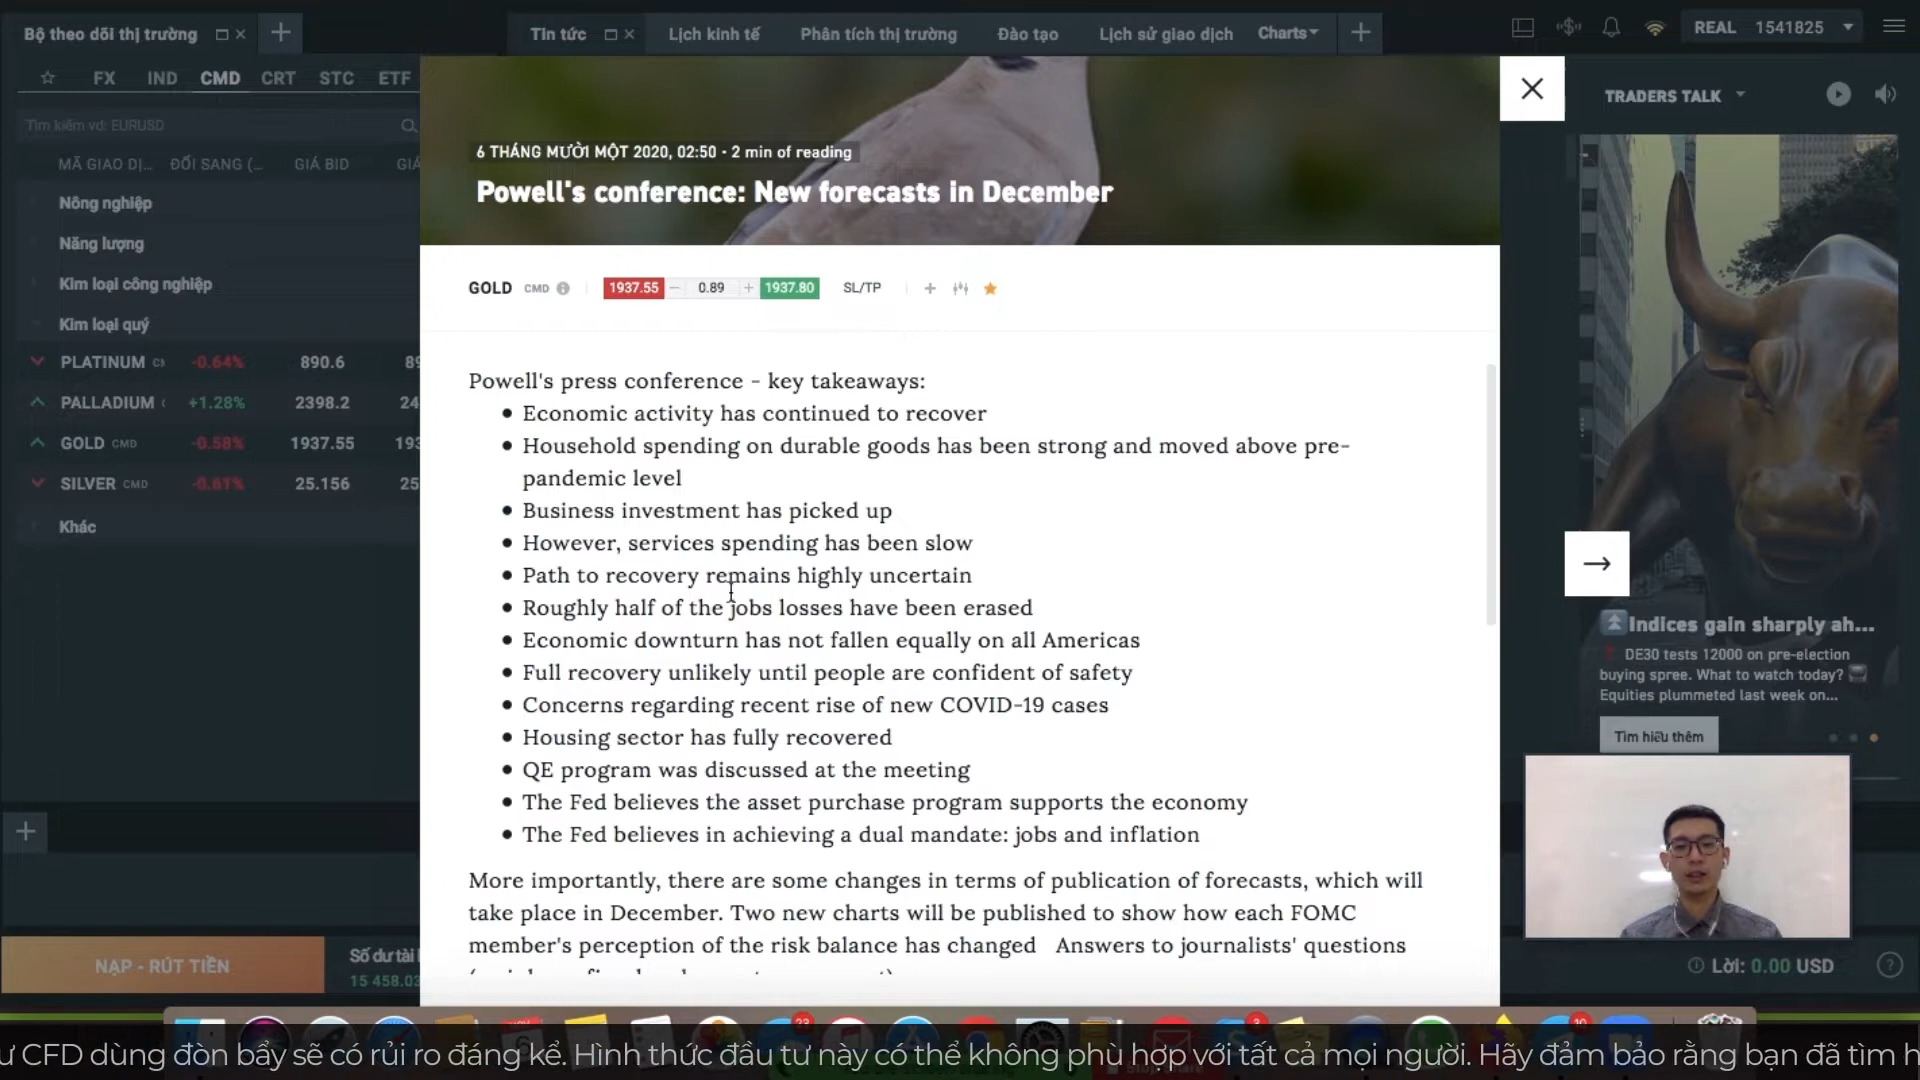 Bộ theo dõi thị trường
Tin tức
Lịch kinh tế
Phân tích thị trường
Đào tạo
Lịch sử giao dịch
Charts
REAL 1541825
FX IND CMD CRT STC ETF
Tìm kiếm vd: EURUSD
MÃ GIAO DỊ... ĐỔI SANG (... GIÁ BID GIÁ
Nông nghiệp
Năng lượng
Kim loại công nghiệp
Kim loại quý
PLATINUM -0.64% 890.6
PALLADIUM +1.28% 2398.2
GOLD CMD -0.58% 1937.55
SILVER CMD -0.61% 25.156
Khác
NẠP - RÚT TIỀN
Số dư tài
15 458.03
6 THÁNG MƯỜI MỘT 2020, 02:50 • 2 min of reading
Powell's conference: New forecasts in December
GOLD CMD 1937.55 0.89 1937.80 SL/TP
Powell's press conference - key takeaways:
• Economic activity has continued to recover
• Household spending on durable goods has been strong and moved above pre-
pandemic level
• Business investment has picked up
• However, services spending has been slow
• Path to recovery remains highly uncertain
• Roughly half of the jobs losses have been erased
• Economic downturn has not fallen equally on all Americas
• Full recovery unlikely until people are confident of safety
• Concerns regarding recent rise of new COVID-19 cases
• Housing sector has fully recovered
• QE program was discussed at the meeting
• The Fed believes the asset purchase program supports the economy
• The Fed believes in achieving a dual mandate: jobs and inflation
More importantly, there are some changes in terms of publication of forecasts, which will
take place in December. Two new charts will be published to show how each FOMC
member's perception of the risk balance has changed Answers to journalists' questions
TRADERS TALK
Indices gain sharply ah...
DE30 tests 12000 on pre-election
buying spree. What to watch today?
Equities plummeted last week on...
Tìm hiểu thêm
Lời: 0.00 USD
ư CFD dùng đòn bẩy sẽ có rủi ro đáng kể. Hình thức đầu tư này có thể không phù hợp với tất cả mọi người. Hãy đảm bảo rằng bạn đã tìm h